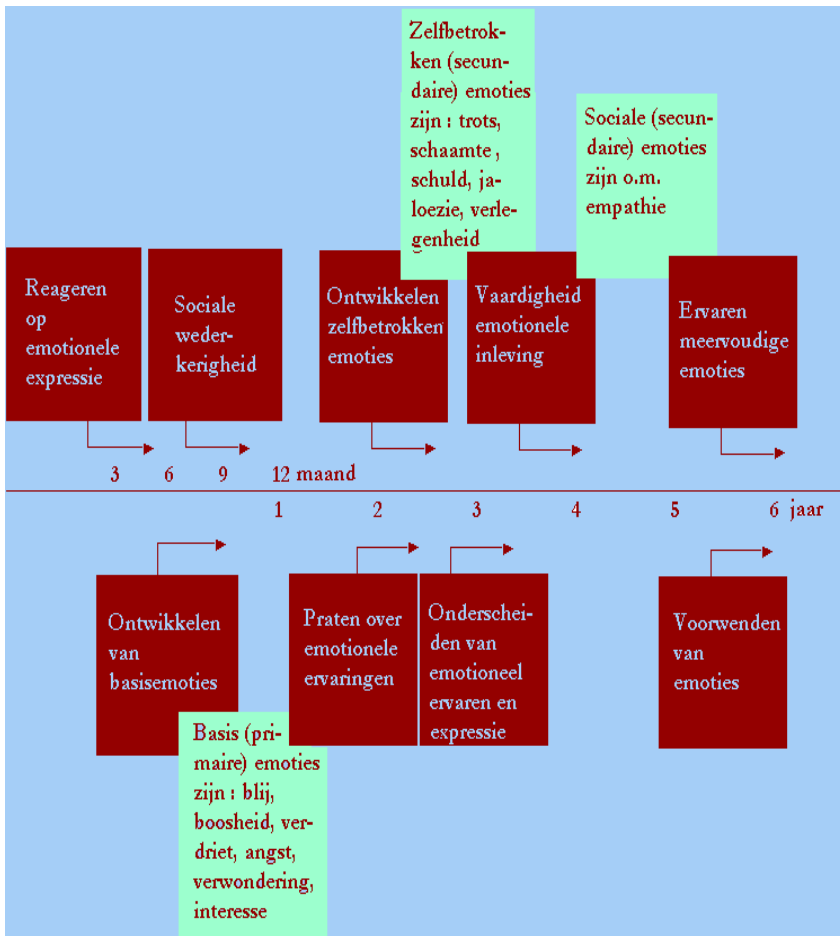 Zelfbetrok-
ken (secun-
daire) emoties
zijn : trots,
schaamte ,
schuld, ja-
loezie, verle-
genheid
Sociale (secun-
daire) emoties
zijn o.m.
empathie
Reageren
op
emotionele
expressie
Sociale
weder-
kerigheid
Ontwikkelen
zelfbetrokken
emoties
Vaardigheid
emotionele
inleving
Ervaren
meervoudige
emoties
3 6 9 12 maand
1 2 3 4 5 6 jaar
Ontwikkelen
van
basisemoties
Praten over
emotionele
ervaringen
Onderschei-
den van
emotioneel
ervaren en
expressie
Voorwenden
van
emoties
Basis (pri-
maire) emoties
zijn : blij,
boosheid, ver-
driet, angst,
verwondering,
interesse